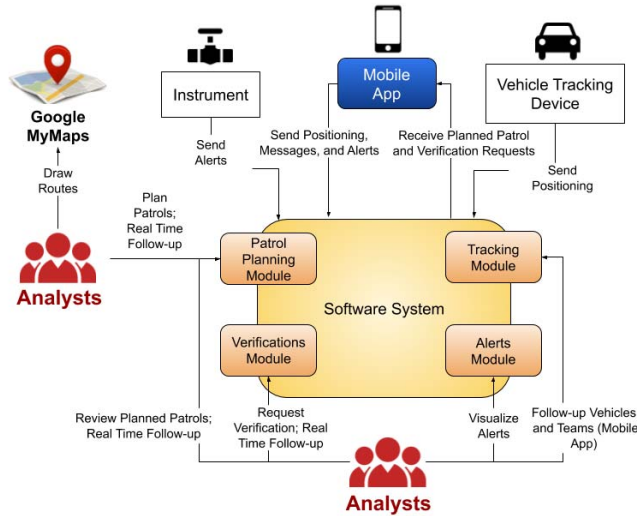 Instrument
Mobile
App
Vehicle Tracking
Device
Google
MyMaps
Send
Alerts
Send Positioning,
Messages, and Alerts
Receive Planned Patrol
and Verification Requests
Send
Positioning
Draw
Routes
Plan
Patrols;
Real Time
Follow-up
Analysts
Patrol
Planning
Module
Tracking
Module
Software System
Verifications
Module
Alerts
Module
Review Planned Patrols;
Real Time Follow-up
Request
Verification; Real
Time Follow-up
Visualize
Alerts
Follow-up Vehicles
and Teams (Mobile
App)
Analysts